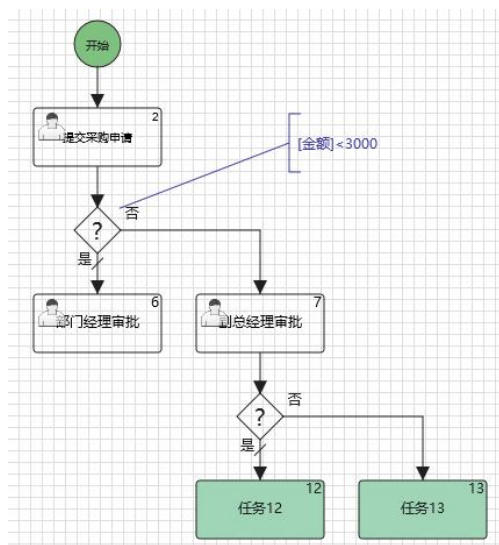 开始
2
提交采购申请
[金额]<3000
否
?
是
6
部门经理审批
7
副总经理审批
否
?
是
12
任务12
13
任务13